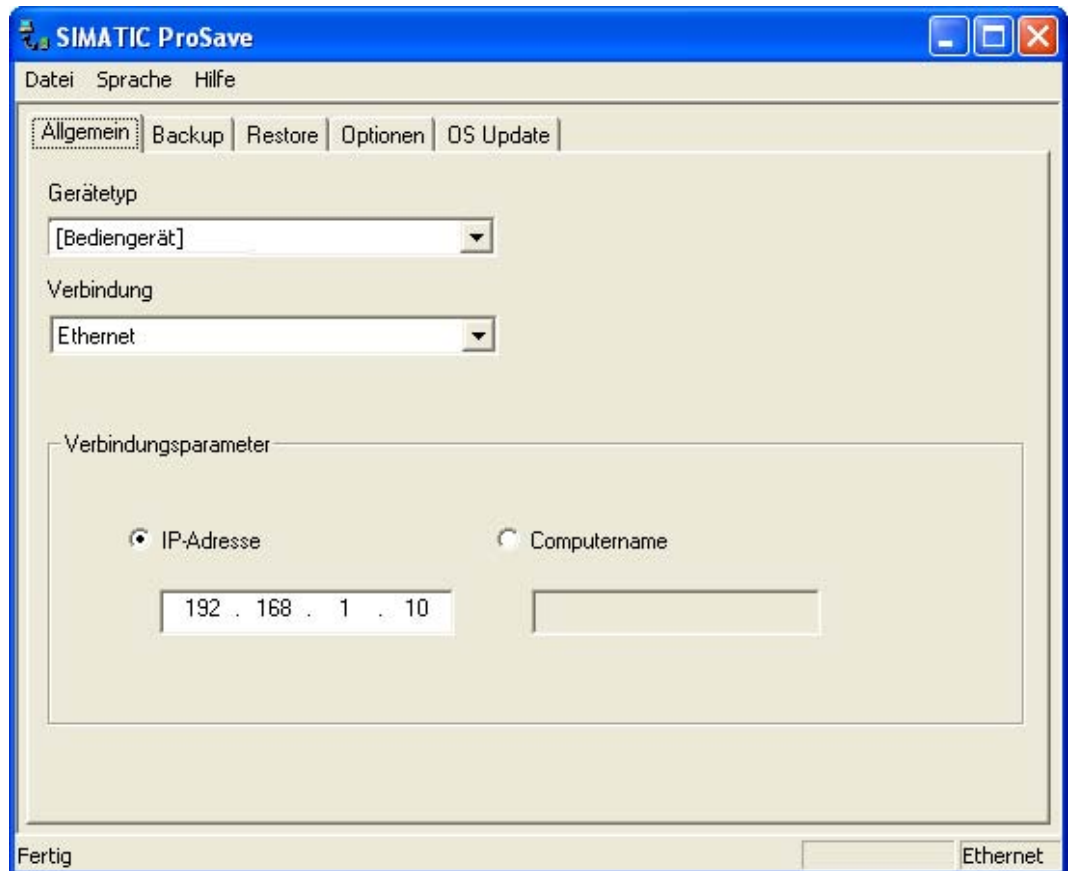 SIMATIC ProSave
Datei Sprache Hilfe
Allgemein Backup Restore Optionen OS Update
Gerätetyp
[Bediengerät]
Verbindung
Ethernet
Verbindungsparameter
IP-Adresse Computername
192 . 168 . 1 . 10
Fertig Ethernet